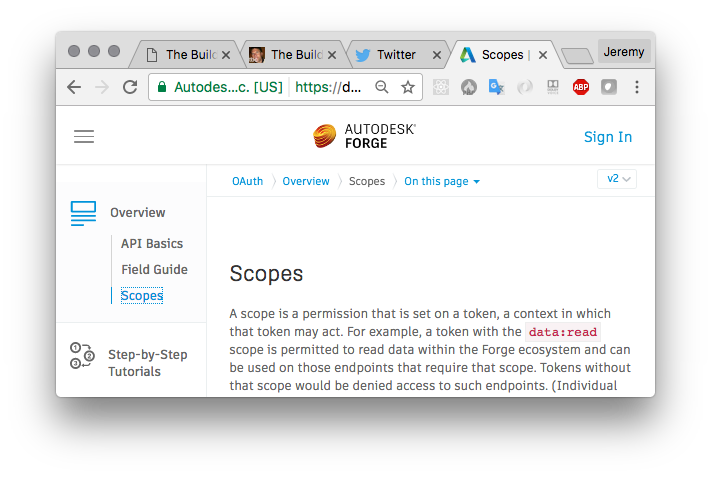 The Build
The Build
Twitter
Scopes |
Jeremy
Autodes...c. [US]
https://d...
ABP
AUTODESK®
FORGE
Sign In
OAuth
Overview
Scopes
On this page
v2
Overview
API Basics
Field Guide
Scopes
1
2
3
Step-by-Step
Tutorials
Scopes
A scope is a permission that is set on a token, a context in which
that token may act. For example, a token with the data:read
scope is permitted to read data within the Forge ecosystem and can
be used on those endpoints that require that scope. Tokens without
that scope would be denied access to such endpoints. (Individual